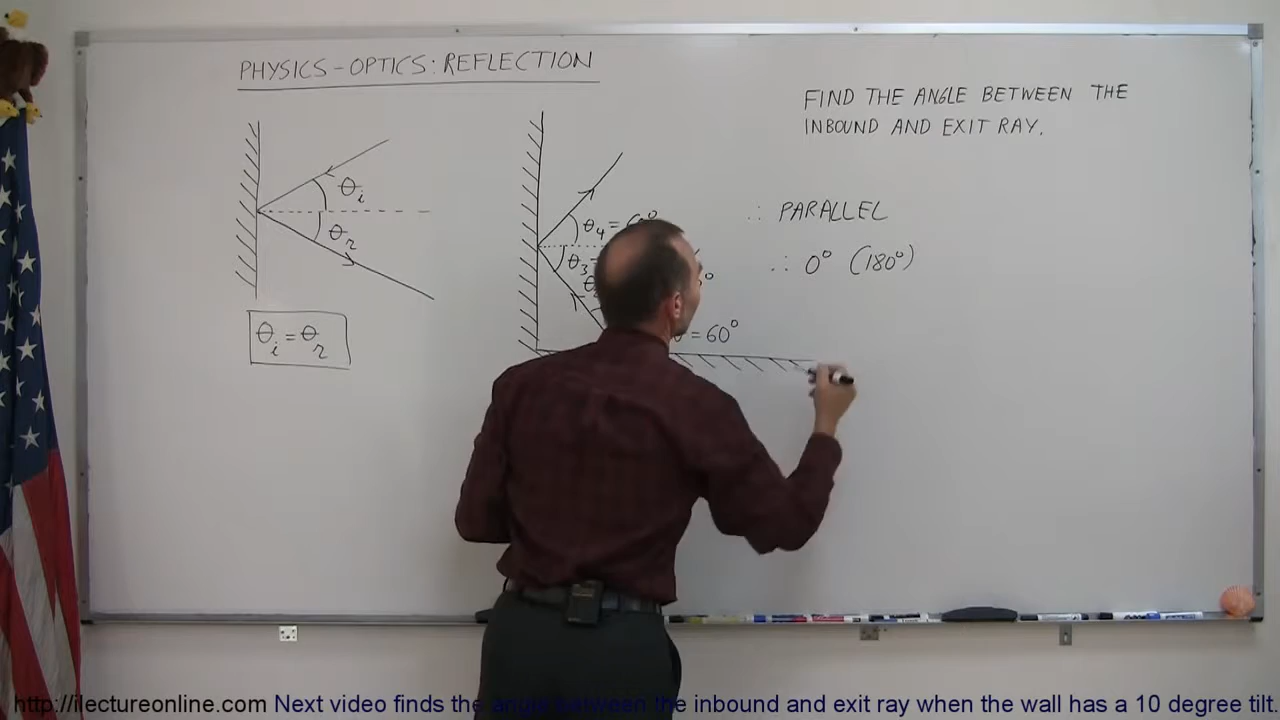 PHYSICS-OPTICS: REFLECTION
FIND THE ANGLE BETWEEN THE
INBOUND AND EXIT RAY.
θi
θr
θi = θr
θ4 = 60°
θ3
= 60°
∴ PARALLEL
∴ 0° (180°)
http://ilectureonline.com Next video finds the angle between the inbound and exit ray when the wall has a 10 degree tilt.